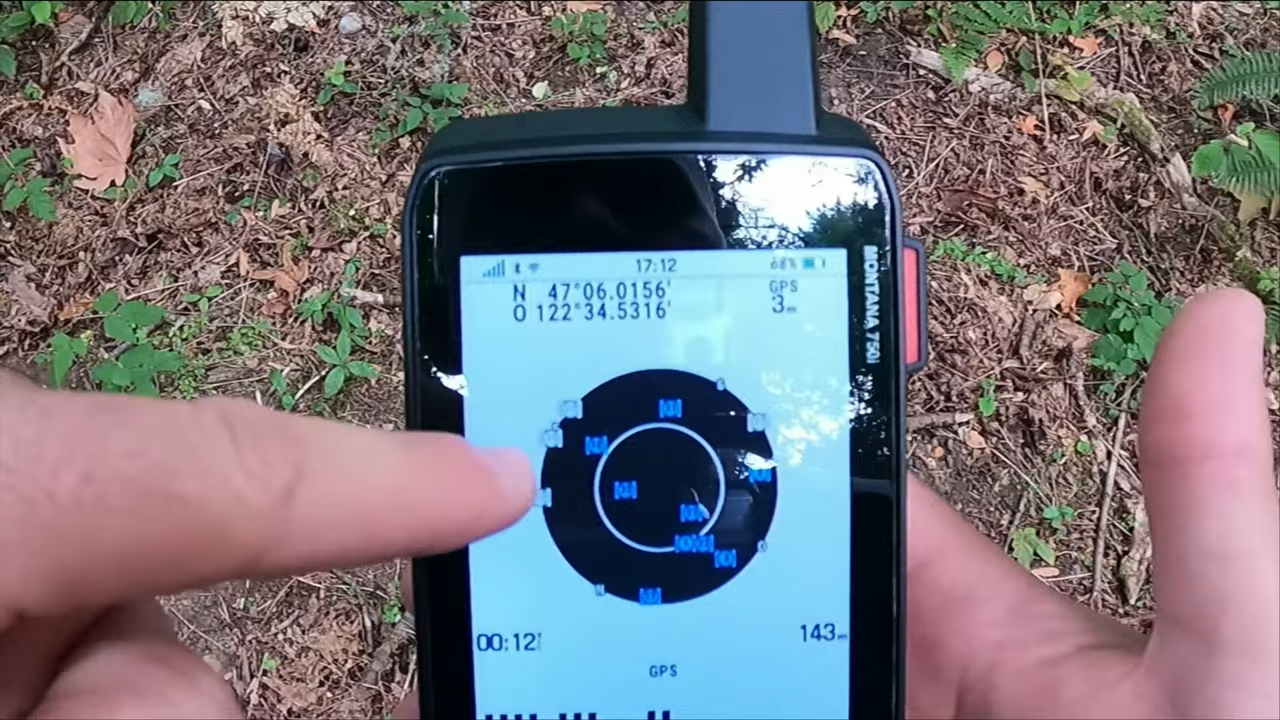 17:12
68%
N 47°06.0156'
O 122°34.5316'
GPS
3m
MONTANA 750i
N
00:12
143m
GPS